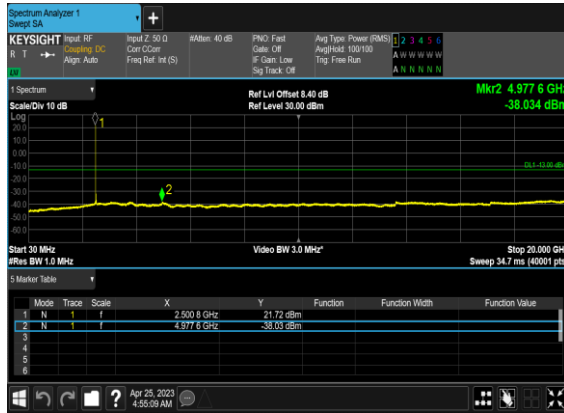 Spectrum Analyzer 1
Swept SA
KEYSIGHT Input: RF Input Z: 50 Ω #Atten: 40 dB PNO: Fast Avg Type: Power (RMS) 1 2 3 4 5 6
R T Coupling: DC Corr CCorr Gate: Off Avg|Hold: 100/100 A W W W W W
Align: Auto Freq Ref: Int (S) IF Gain: Low Trig: Free Run
Sig Track: Off A N N N N N
1 Spectrum Ref Lvl Offset 8.40 dB Mkr2 4.977 6 GHz
Scale/Div 10 dB Ref Level 30.00 dBm -38.034 dBm
Log
20.0
10.0
0.00
-10.0
-20.0
-30.0
-40.0
-50.0
-60.0
1
DL1 -13.00 dBm
2
Start 30 MHz Video BW 3.0 MHz* Stop 20.000 GH
#Res BW 1.0 MHz Sweep 34.7 ms (40001 pts
5 Marker Table
Mode Trace Scale X Y Function Function Width Function Value
1 N 1 f 2.500 8 GHz 21.72 dBm
2 N 1 f 4.977 6 GHz -38.03 dBm
3
4
5
6
? Apr 25, 2023
4:55:09 AM